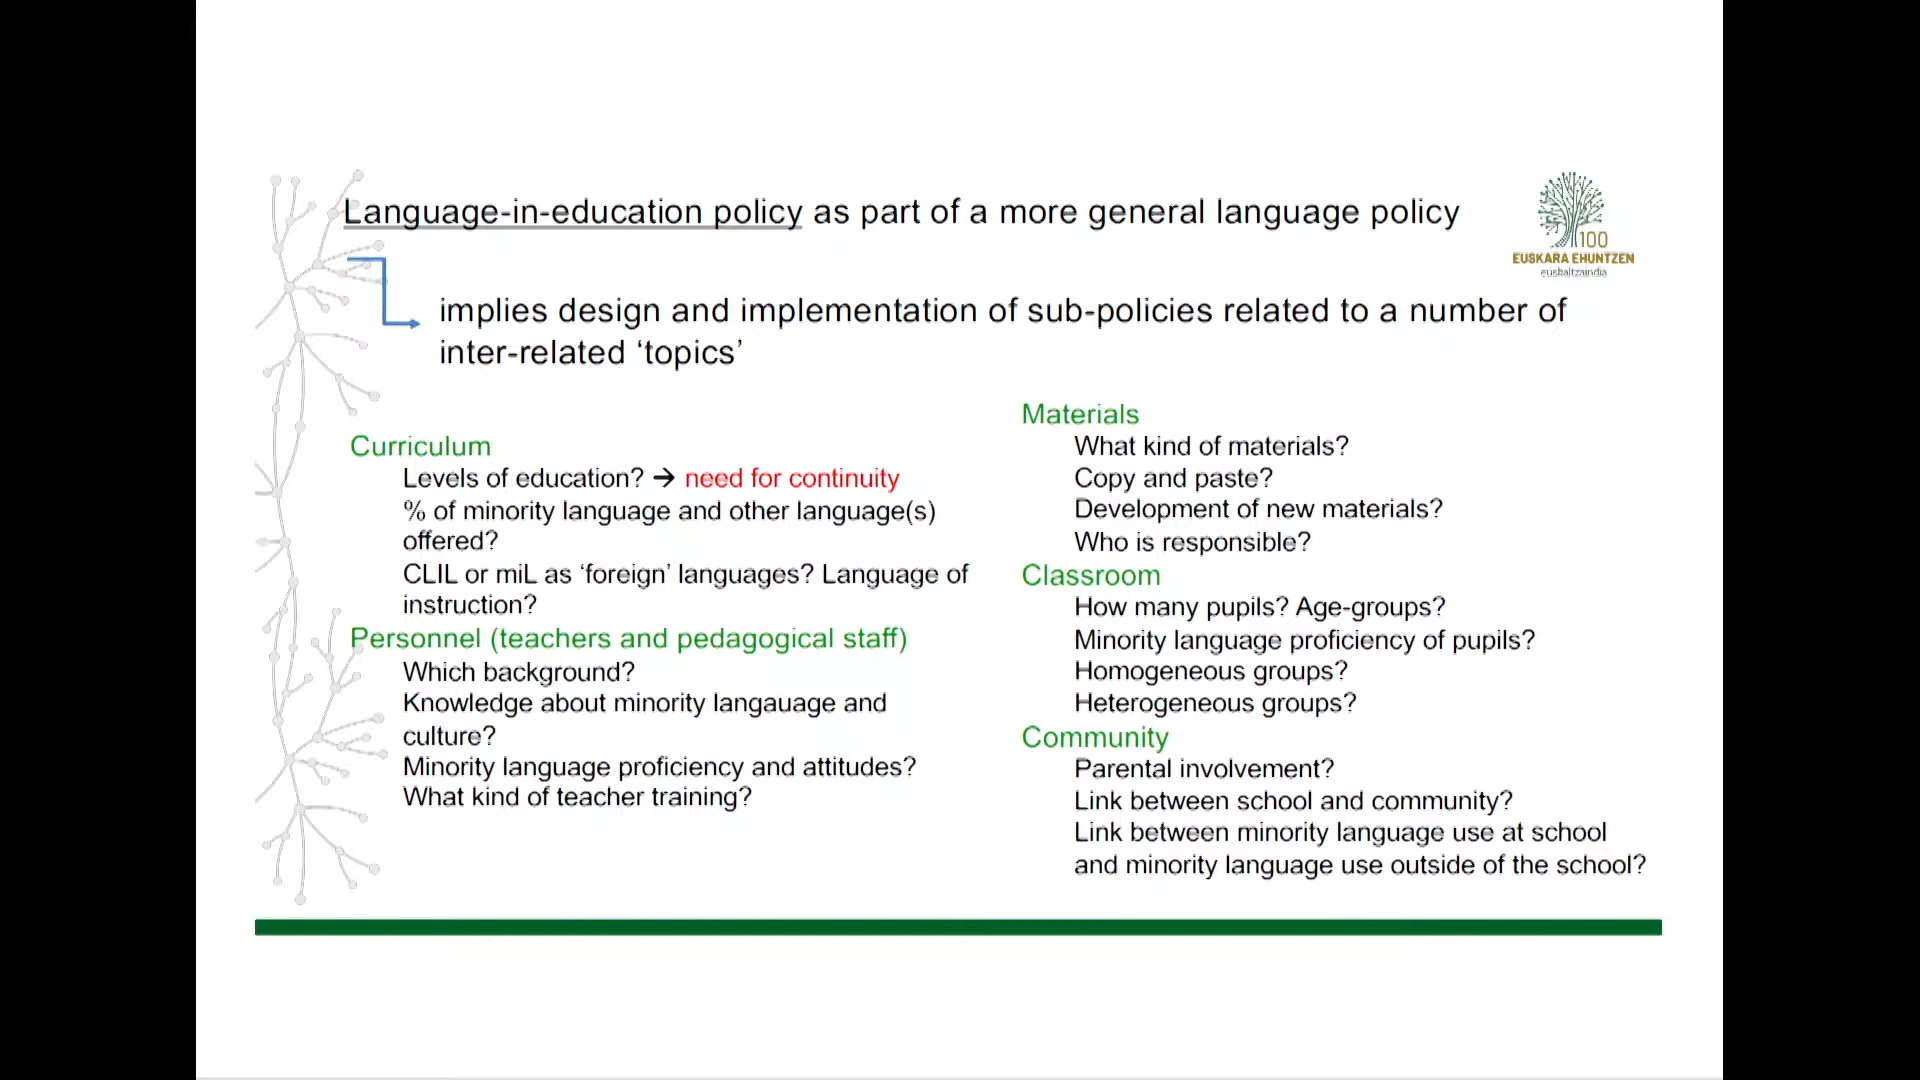 Language-in-education policy as part of a more general language policy
100
EUSKARA EHUNTZEN
euskaltzaindia
implies design and implementation of sub-policies related to a number of
inter-related ‘topics’
Curriculum
Levels of education? → need for continuity
% of minority language and other language(s)
offered?
CLIL or miL as ‘foreign’ languages? Language of
instruction?
Personnel (teachers and pedagogical staff)
Which background?
Knowledge about minority langauage and
culture?
Minority language proficiency and attitudes?
What kind of teacher training?
Materials
What kind of materials?
Copy and paste?
Development of new materials?
Who is responsible?
Classroom
How many pupils? Age-groups?
Minority language proficiency of pupils?
Homogeneous groups?
Heterogeneous groups?
Community
Parental involvement?
Link between school and community?
Link between minority language use at school
and minority language use outside of the school?